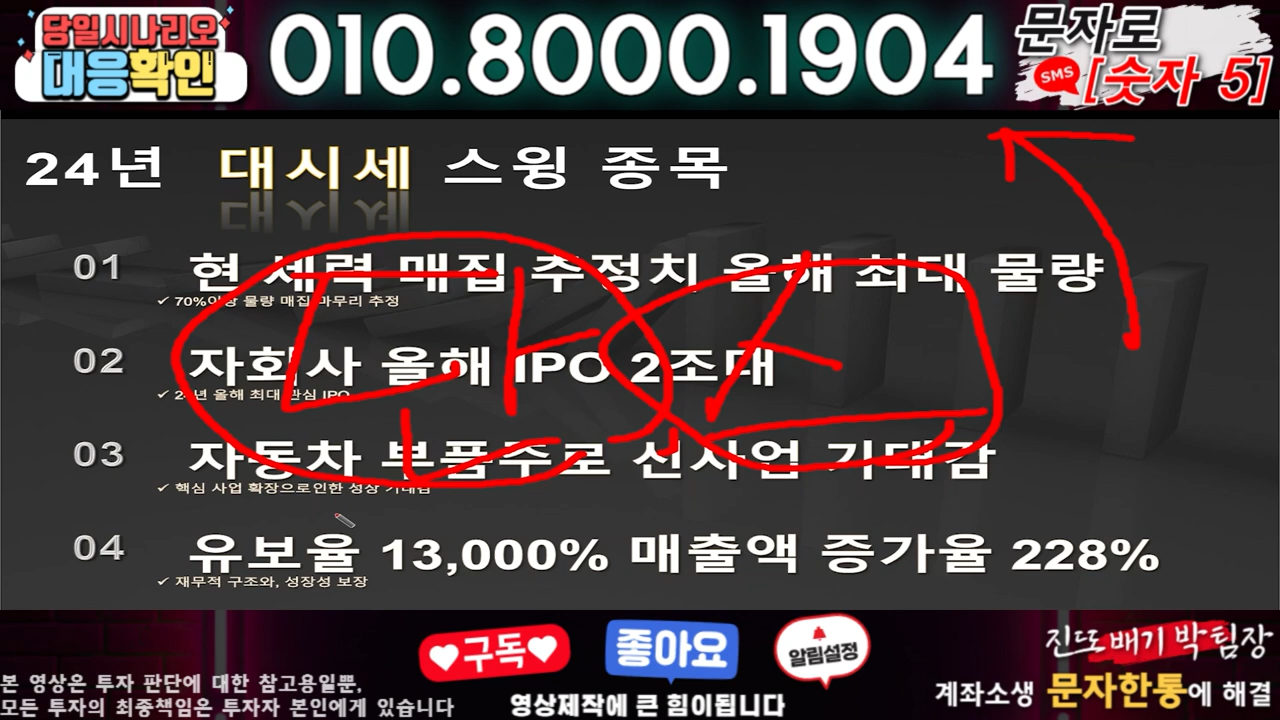 당일시나리오
대응확인
010.8000.1904
문자로
SMS [숫자 5]
24년 대시세 스윙 종목
01 현 세력 매집 추정치 올해 최대 물량
✓ 70%이상 물량 매집 마무리 추정
02 자회사 올해 IPO 2조대
✓ 24년 올해 최대 관심 IPO
03 자동차 부품주로 신사업 기대감
✓ 핵심 사업 확장으로인한 성장 기대감
04 유보율 13,000% 매출액 증가율 228%
✓ 재무적 구조와, 성장성 보장
구독
좋아요
알림설정
영상제작에 큰 힘이됩니다
본 영상은 투자 판단에 대한 참고용일뿐,
모든 투자의 최종책임은 투자자 본인에게 있습니다
진또배기 박팀장
계좌소생 문자한통에 해결